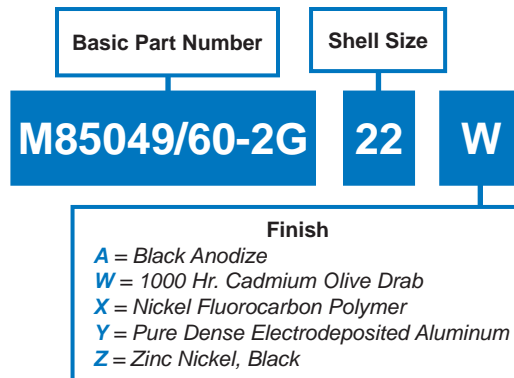 Basic Part Number
Shell Size
M85049/60-2G 22 W
Finish
A = Black Anodize
W = 1000 Hr. Cadmium Olive Drab
X = Nickel Fluorocarbon Polymer
Y = Pure Dense Electrodeposited Aluminum
Z = Zinc Nickel, Black